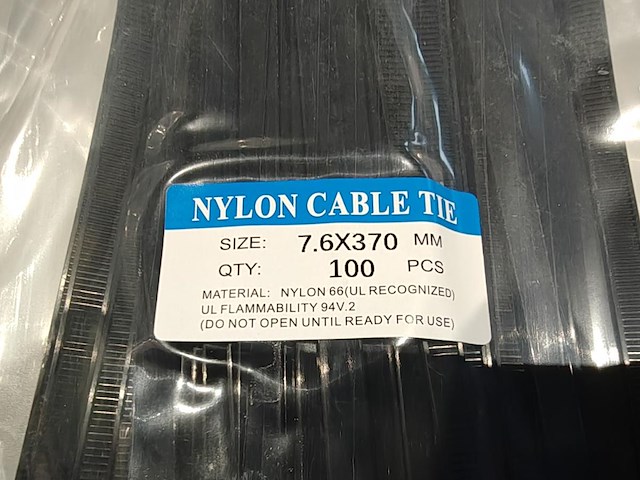 NYLON CABLE TIE
SIZE: 7.6X370 MM
QTY: 100 PCS
MATERIAL: NYLON 66(UL RECOGNIZED)
UL FLAMMABILITY 94V.2
(DO NOT OPEN UNTIL READY FOR USE)